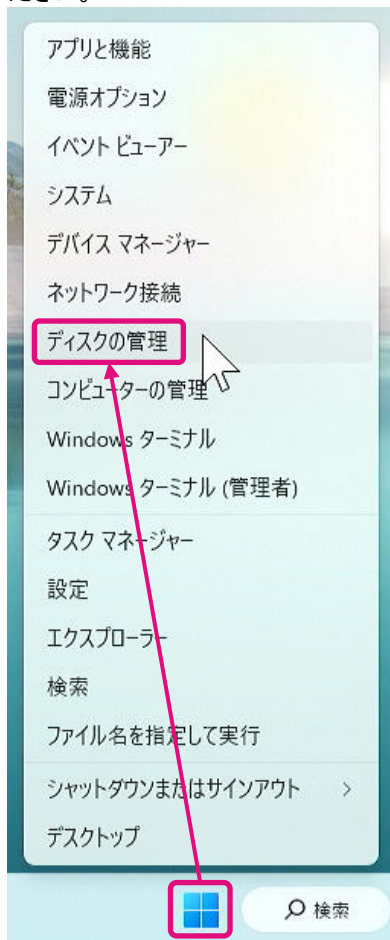 アプリと機能
電源オプション
イベント ビューアー
システム
デバイス マネージャー
ネットワーク接続
ディスクの管理
コンピューターの管理
Windows ターミナル
Windows ターミナル (管理者)
タスク マネージャー
設定
エクスプローラー
検索
ファイル名を指定して実行
シャットダウンまたはサインアウト
デスクトップ
検索